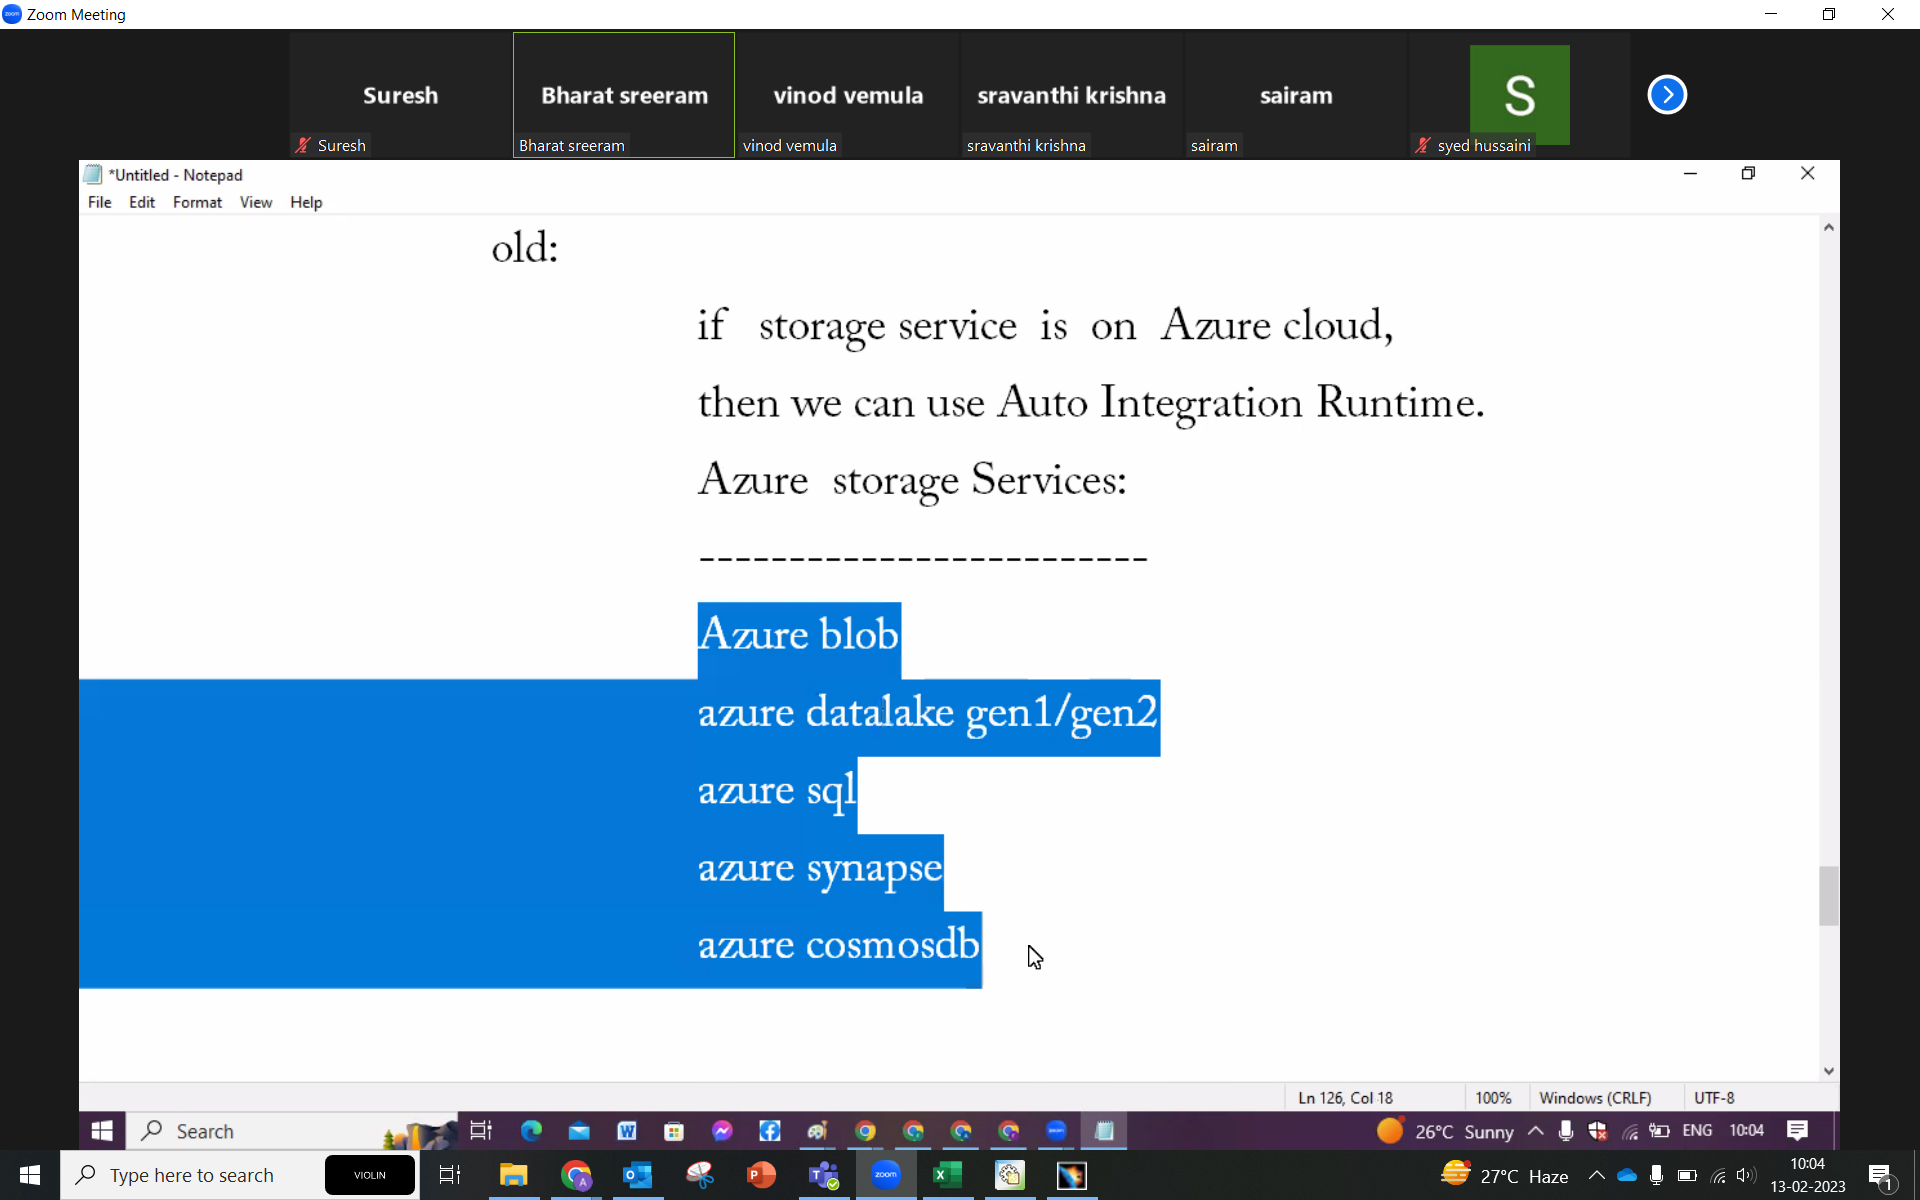 Zoom Meeting
Suresh
Bharat sreeram
vinod vemula
sravanthi krishna
sairam
S
Suresh
Bharat sreeram
vinod vemula
sravanthi krishna
sairam
syed hussaini
*Untitled - Notepad
File Edit Format View Help
old:
if storage service is on Azure cloud,
then we can use Auto Integration Runtime.
Azure storage Services:
-------------------------
Azure blob
azure datalake gen1/gen2
azure sql
azure synapse
azure cosmosdb
Ln 126, Col 18 100% Windows (CRLF) UTF-8
Search 26°C Sunny ENG 10:04
Type here to search VIOLIN zoom 27°C Haze 10:04
13-02-2023 1